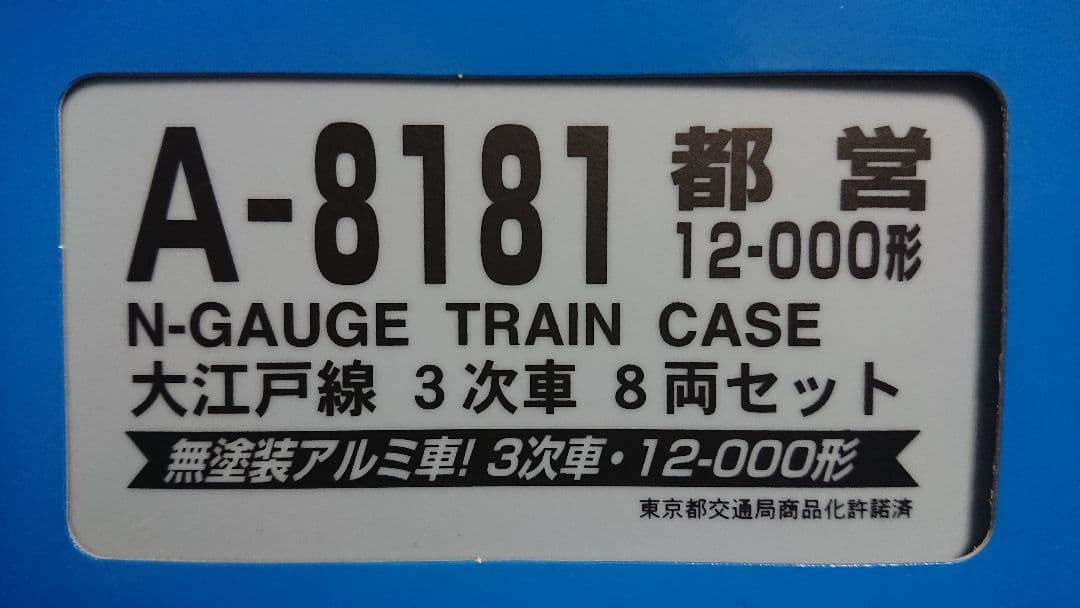 A-8181 都営
12-000形
N-GAUGE TRAIN CASE
大江戸線 3次車 8両セット
無塗装アルミ車! 3次車・12-000形
東京都交通局商品化許諾済